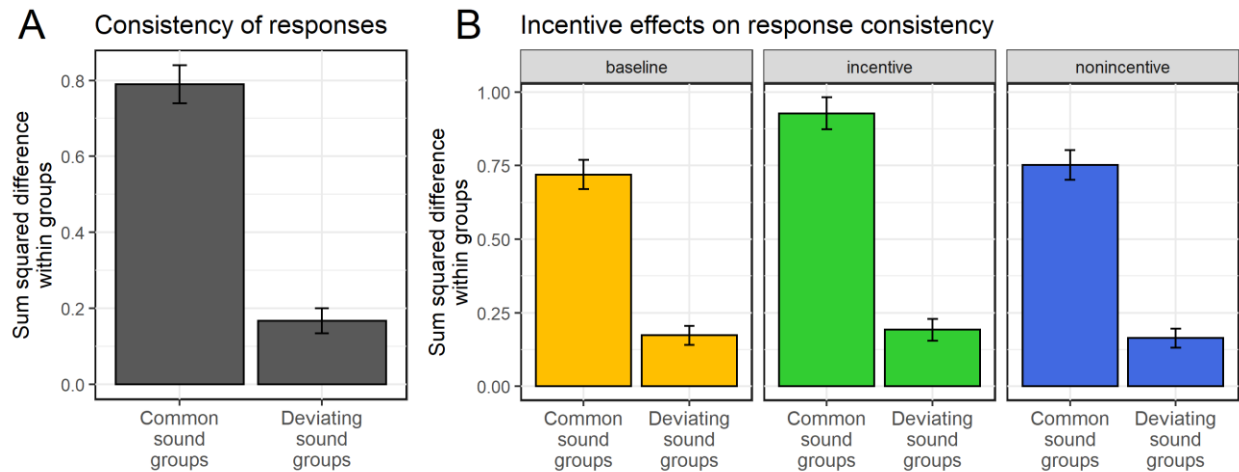 A
Consistency of responses
Sum squared difference
within groups
0.8
0.6
0.4
0.2
0.0
Common
sound
groups
Deviating
sound
groups
B
Incentive effects on response consistency
Sum squared difference
within groups
baseline
incentive
nonincentive
1.00
0.75
0.50
0.25
0.00
Common
sound
groups
Deviating
sound
groups
Common
sound
groups
Deviating
sound
groups
Common
sound
groups
Deviating
sound
groups